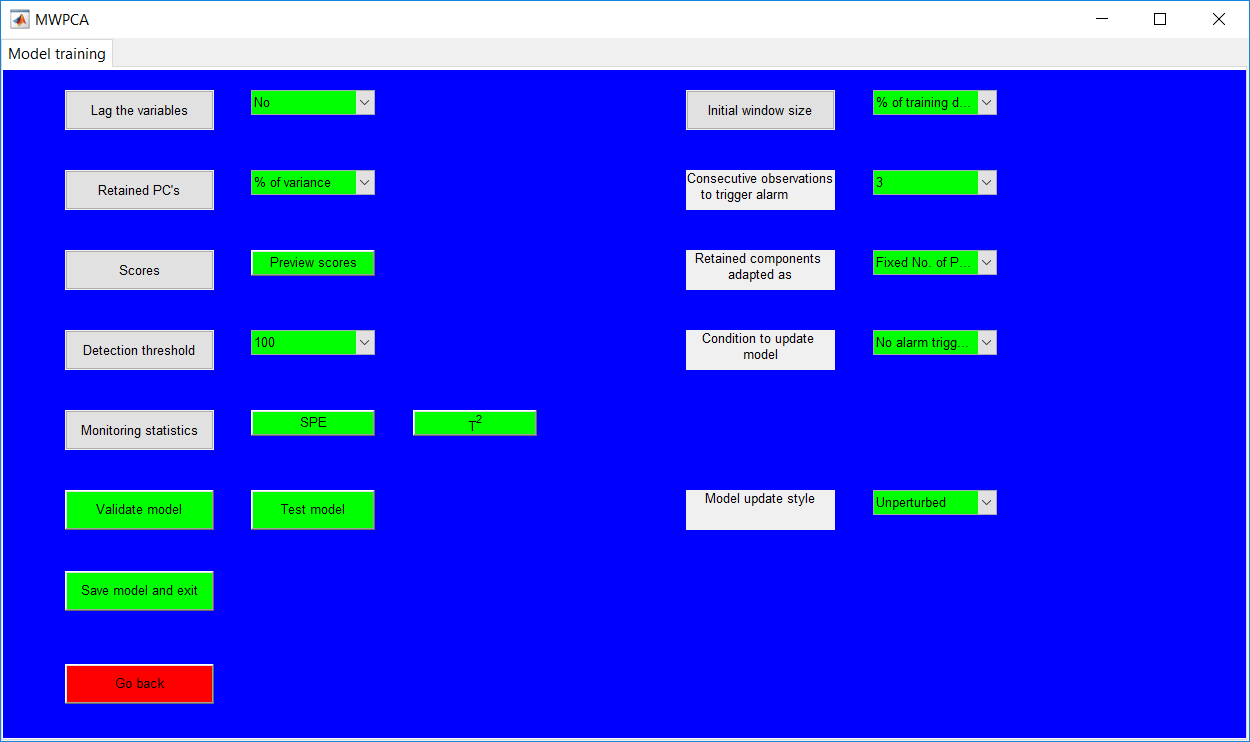 MWPCA
Model training
Lag the variables
No
Initial window size
% of training d...
Retained PC's
% of variance
Consecutive observations
to trigger alarm
3
Scores
Preview scores
Retained components
adapted as
Fixed No. of P...
Detection threshold
100
Condition to update
model
No alarm trigg...
Monitoring statistics
SPE
T2
Validate model
Test model
Model update style
Unperturbed
Save model and exit
Go back